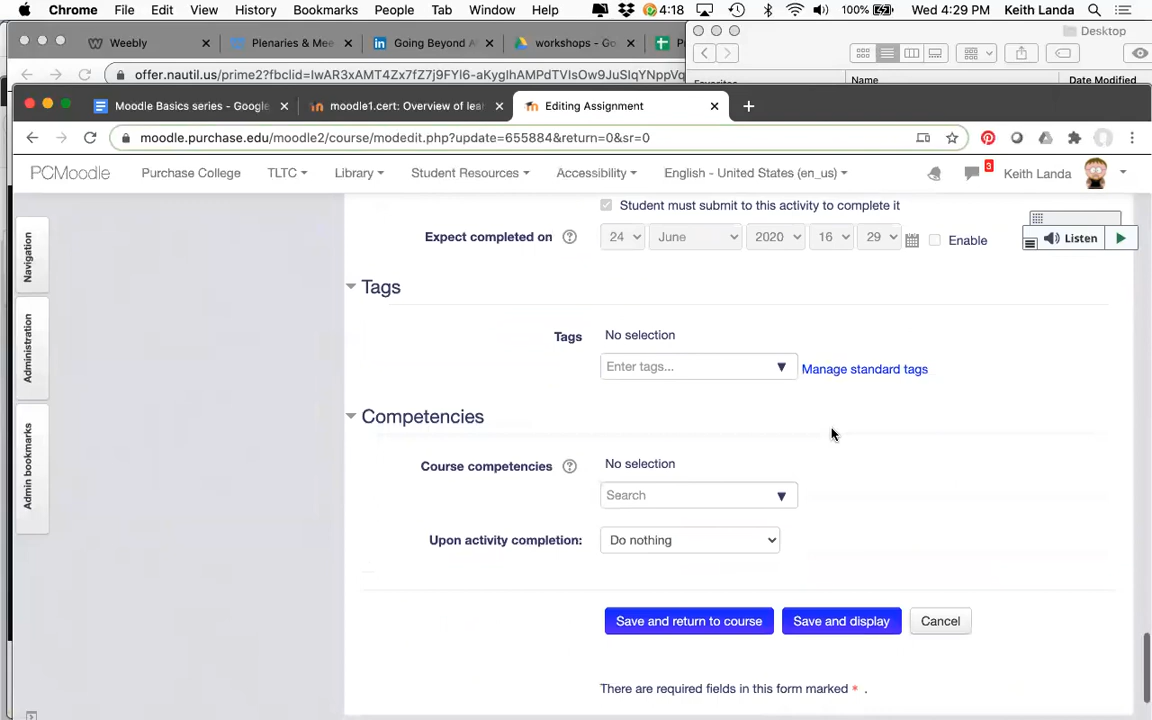 Chrome File Edit View History Bookmarks People Tab Window Help 4:18 100% Wed 4:29 PM Keith Landa
Weebly Plenaries & Mee LinkedIn Going Beyond workshops - Go Desktop
offer.nautil.us/prime2?fbclid=IwAR3xAMT4Zx7fZ7j9FYI6-aKyglhAMPdTVIsOw9JuSlqYNppVq Name Date Modified
Moodle Basics series - Google moodle1.cert: Overview of lear Editing Assignment
moodle.purchase.edu/moodle2/course/modedit.php?update=655884&return=0&sr=0
PCMoodle Purchase College TLTC Library Student Resources Accessibility English - United States (en_us) 3 Keith Landa
Navigation
Administration
Admin bookmarks
Student must submit to this activity to complete it
Expect completed on 24 June 2020 16 29 Enable
Listen
Tags
Tags No selection
Enter tags... Manage standard tags
Competencies
Course competencies No selection
Search
Upon activity completion: Do nothing
Save and return to course Save and display Cancel
There are required fields in this form marked * .